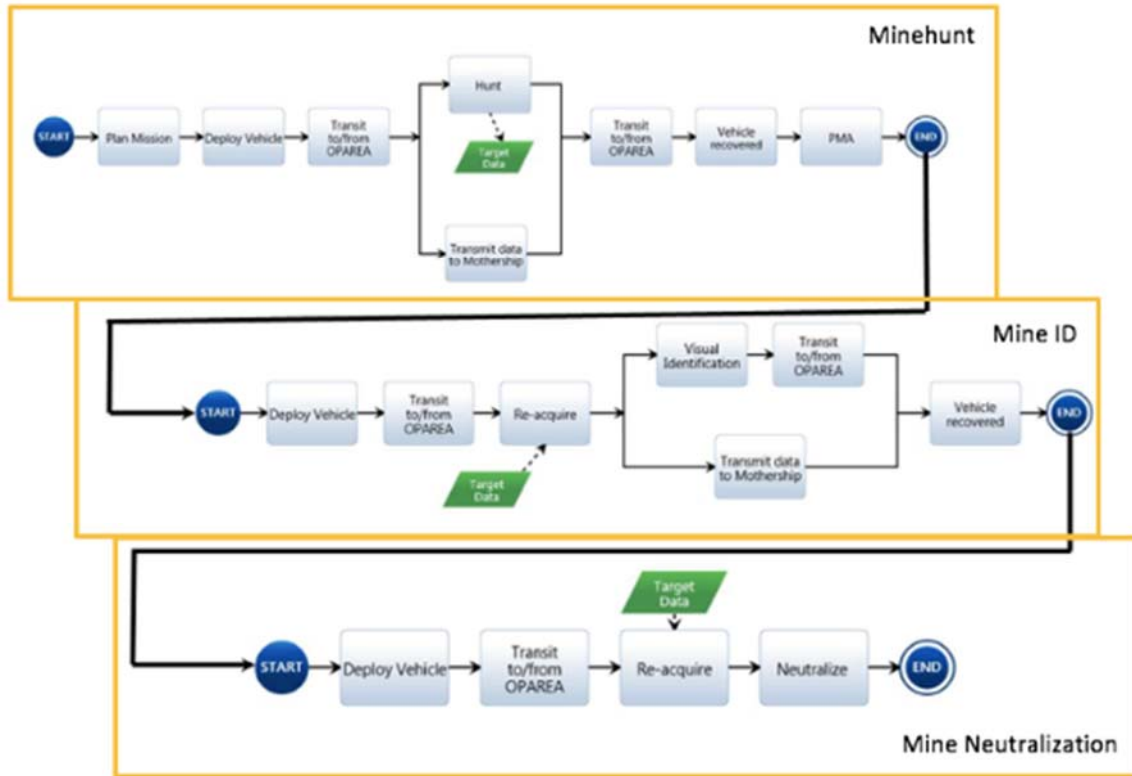 Minehunt
START
Plan Mission
Deploy Vehicle
Transit
to/from
OPAREA
Hunt
Target
Data
Transmit data
to Mothership
Transit
to/from
OPAREA
Vehicle
recovered
PMA
END
Mine ID
START
Deploy Vehicle
Transit
to/from
OPAREA
Re-acquire
Target
Data
Visual
Identification
Transit
to/from
OPAREA
Transmit data
to Mothership
Vehicle
recovered
END
Target
Data
START
Deploy Vehicle
Transit
to/from
OPAREA
Re-acquire
Neutralize
END
Mine Neutralization